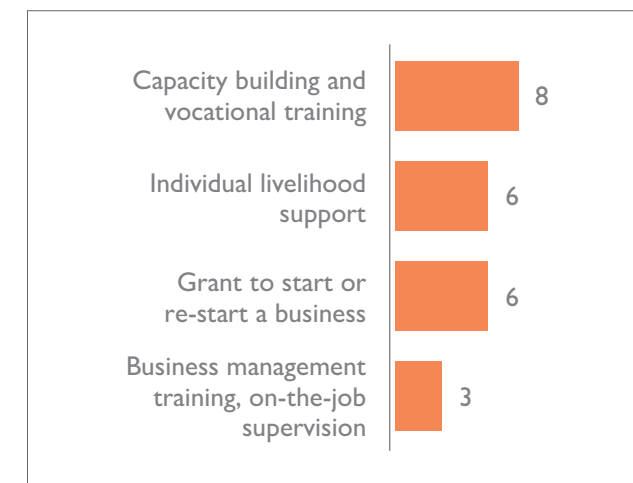 Capacity building and
vocational training
8
Individual livelihood
support
6
Grant to start or
re-start a business
6
Business management
training, on-the-job
supervision
3